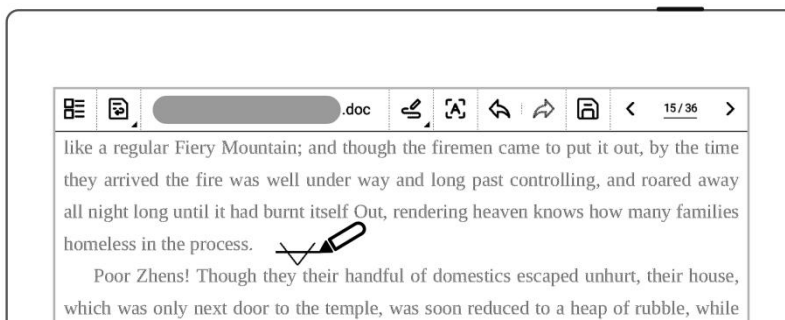 .doc 15/36
like a regular Fiery Mountain; and though the firemen came to put it out, by the time
they arrived the fire was well under way and long past controlling, and roared away
all night long until it had burnt itself Out, rendering heaven knows how many families
homeless in the process.
Poor Zhens! Though they their handful of domestics escaped unhurt, their house,
which was only next door to the temple, was soon reduced to a heap of rubble, while